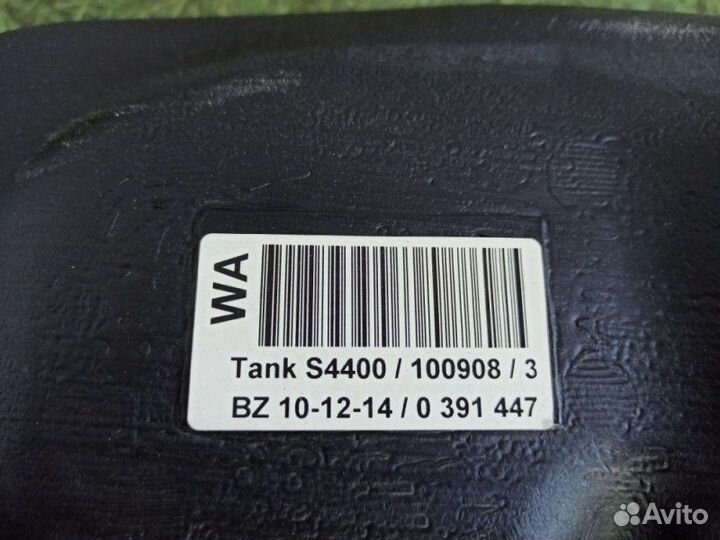 WA
Tank S4400 / 100908 / 3
BZ 10-12-14 / 0 391 447
Avito